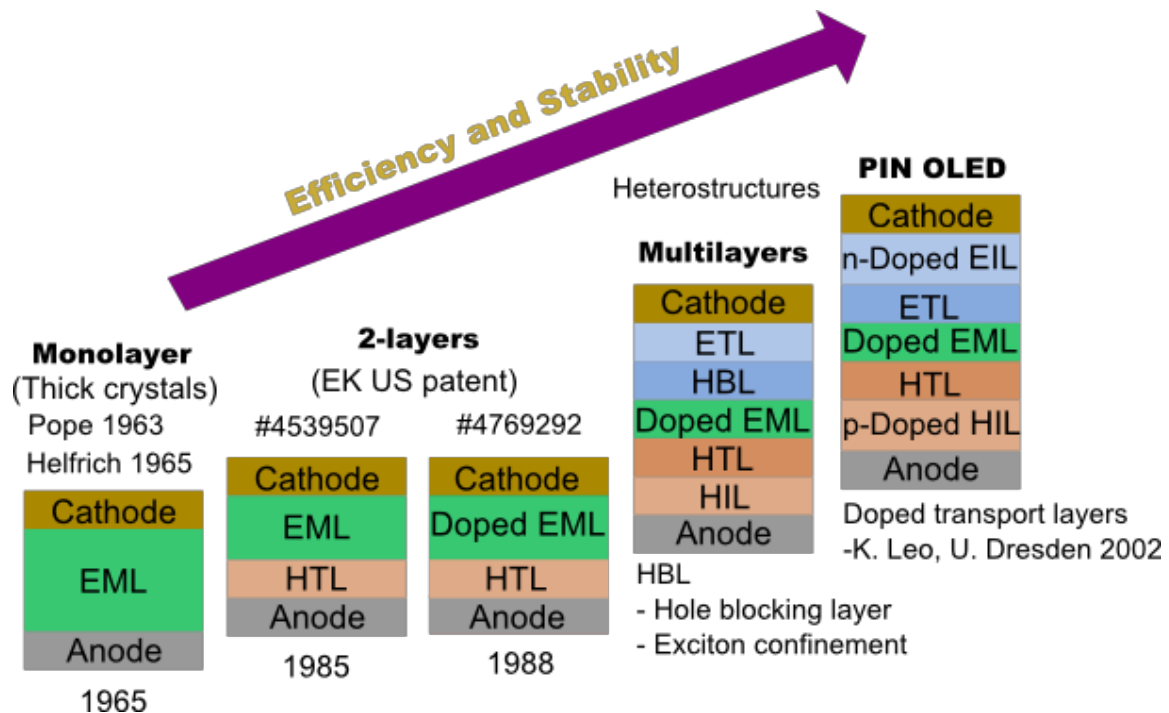 Efficiency and Stability
Monolayer
(Thick crystals)
Pope 1963
Helfrich 1965
Cathode
EML
Anode
1965
2-layers
(EK US patent)
#4539507
Cathode
EML
HTL
Anode
1985
#4769292
Cathode
Doped EML
HTL
Anode
1988
Heterostructures
Multilayers
Cathode
ETL
HBL
Doped EML
HTL
HIL
Anode
HBL
- Hole blocking layer
- Exciton confinement
PIN OLED
Cathode
n-Doped EIL
ETL
Doped EML
HTL
p-Doped HIL
Anode
Doped transport layers
-K. Leo, U. Dresden 2002